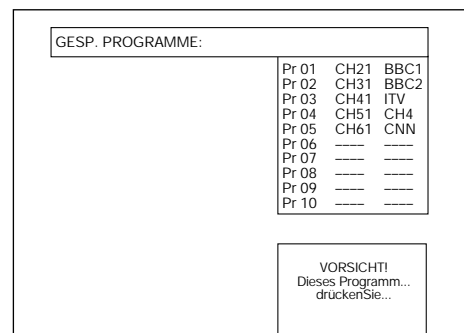 GESP. PROGRAMME:
Pr 01 CH21 BBC1
Pr 02 CH31 BBC2
Pr 03 CH41 ITV
Pr 04 CH51 CH4
Pr 05 CH61 CNN
Pr 06 ---- ----
Pr 07 ---- ----
Pr 08 ---- ----
Pr 09 ---- ----
Pr 10 ---- ----
VORSICHT!
Dieses Programm...
drückenSie...